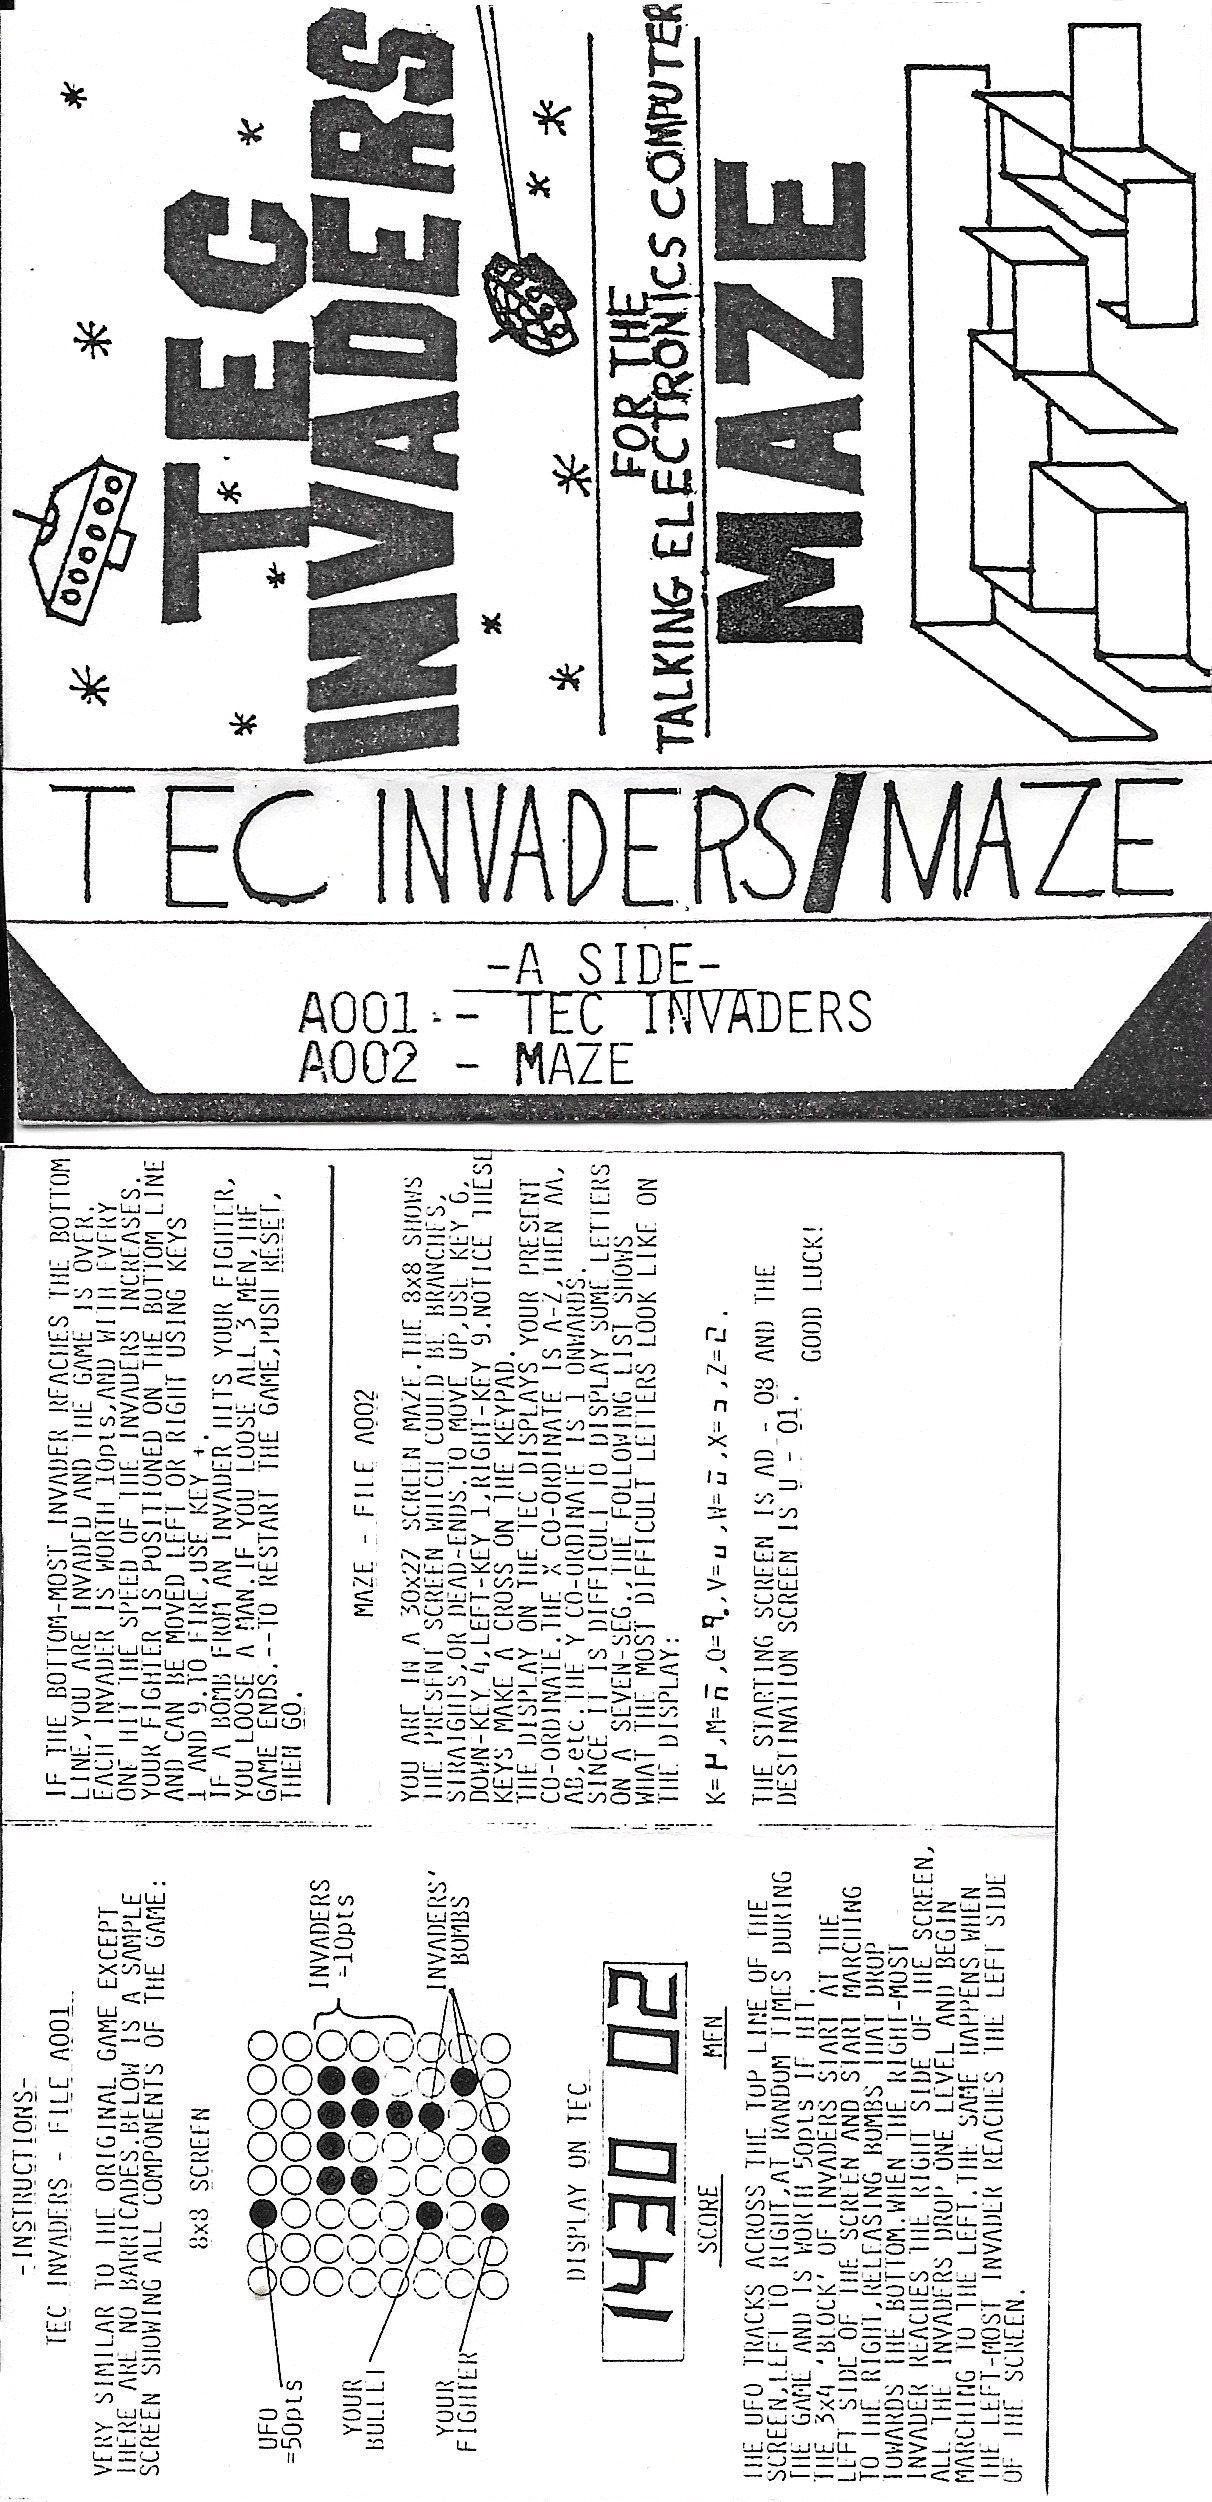 -INSTRUCTIONS-
TEC INVADERS - FILE A001
VERY SIMILAR TO THE ORIGINAL GAME EXCEPT
THERE ARE NO BARRICADES.BELOW IS A SAMPLE
SCREEN SHOWING ALL COMPONENTS OF THE GAME:
8x8 SCREEN
UFO
=50pts
INVADERS
=10pts
YOUR
BULLET
YOUR
FIGHTER
INVADERS'
BOMBS
DISPLAY ON TEC
1430 02
SCORE MEN
THE UFO TRACKS ACROSS THE TOP LINE OF THE
SCREEN,LEFT TO RIGHT,AT RANDOM TIMES DURING
THE GAME AND IS WORTH 50pts IF HIT.
THE 3x4 'BLOCK' OF INVADERS START AT THE
LEFT SIDE OF THE SCREEN AND START MARCHING
TO THE RIGHT,RELEASING BOMBS THAT DROP
TOWARDS THE BOTTOM.WHEN THE RIGHT-MOST
INVADER REACHES THE RIGHT SIDE OF THE SCREEN,
ALL THE INVADERS DROP ONE LEVEL AND BEGIN
MARCHING TO THE LEFT.THE SAME HAPPENS WHEN
THE LEFT-MOST INVADER REACHES THE LEFT SIDE
OF THE SCREEN.
IF THE BOTTOM-MOST INVADER REACHES THE BOTTOM
LINE,YOU ARE INVADED AND THE GAME IS OVER.
EACH INVADER IS WORTH 10pts,AND WITH EVERY
ONE HIT THE SPEED OF THE INVADERS INCREASES.
YOUR FIGHTER IS POSITIONED ON THE BOTTOM LINE
AND CAN BE MOVED LEFT OR RIGHT USING KEYS
1 AND 9.TO FIRE,USE KEY +.
IF A BOMB FROM AN INVADER HITS YOUR FIGHTER,
YOU LOOSE A MAN.IF YOU LOOSE ALL 3 MEN,THE
GAME ENDS.--TO RESTART THE GAME,PUSH RESET,
THEN GO.
MAZE - FILE A002
YOU ARE IN A 30x27 SCREEN MAZE.THE 8x8 SHOWS
THE PRESENT SCREEN WHICH COULD BE BRANCHES,
STRAIGHTS,OR DEAD-ENDS.TO MOVE UP,USE KEY 6,
DOWN-KEY 4,LEFT-KEY 1,RIGHT-KEY 9.NOTICE THESE
KEYS MAKE A CROSS ON THE KEYPAD.
THE DISPLAY ON THE TEC DISPLAYS YOUR PRESENT
CO-ORDINATE.THE X CO-ORDINATE IS A-Z,THEN AA,
AB,etc.THE Y CO-ORDINATE IS 1 ONWARDS.
SINCE IT IS DIFFICULT TO DISPLAY SOME LETTERS
ON A SEVEN-SEG.,THE FOLLOWING LIST SHOWS
WHAT THE MOST DIFFICULT LETTERS LOOK LIKE ON
THE DISPLAY:
K= ,M= ,Q= ,V= ,W= ,X= ,Z= .
THE STARTING SCREEN IS AD - 08 AND THE
DESTINATION SCREEN IS U - 01.
GOOD LUCK!
-A SIDE-
A001 - TEC INVADERS
A002 - MAZE
TEC INVADERS/MAZE
TEC
INVADERS
FOR THE
TALKING ELECTRONICS COMPUTER
MAZE